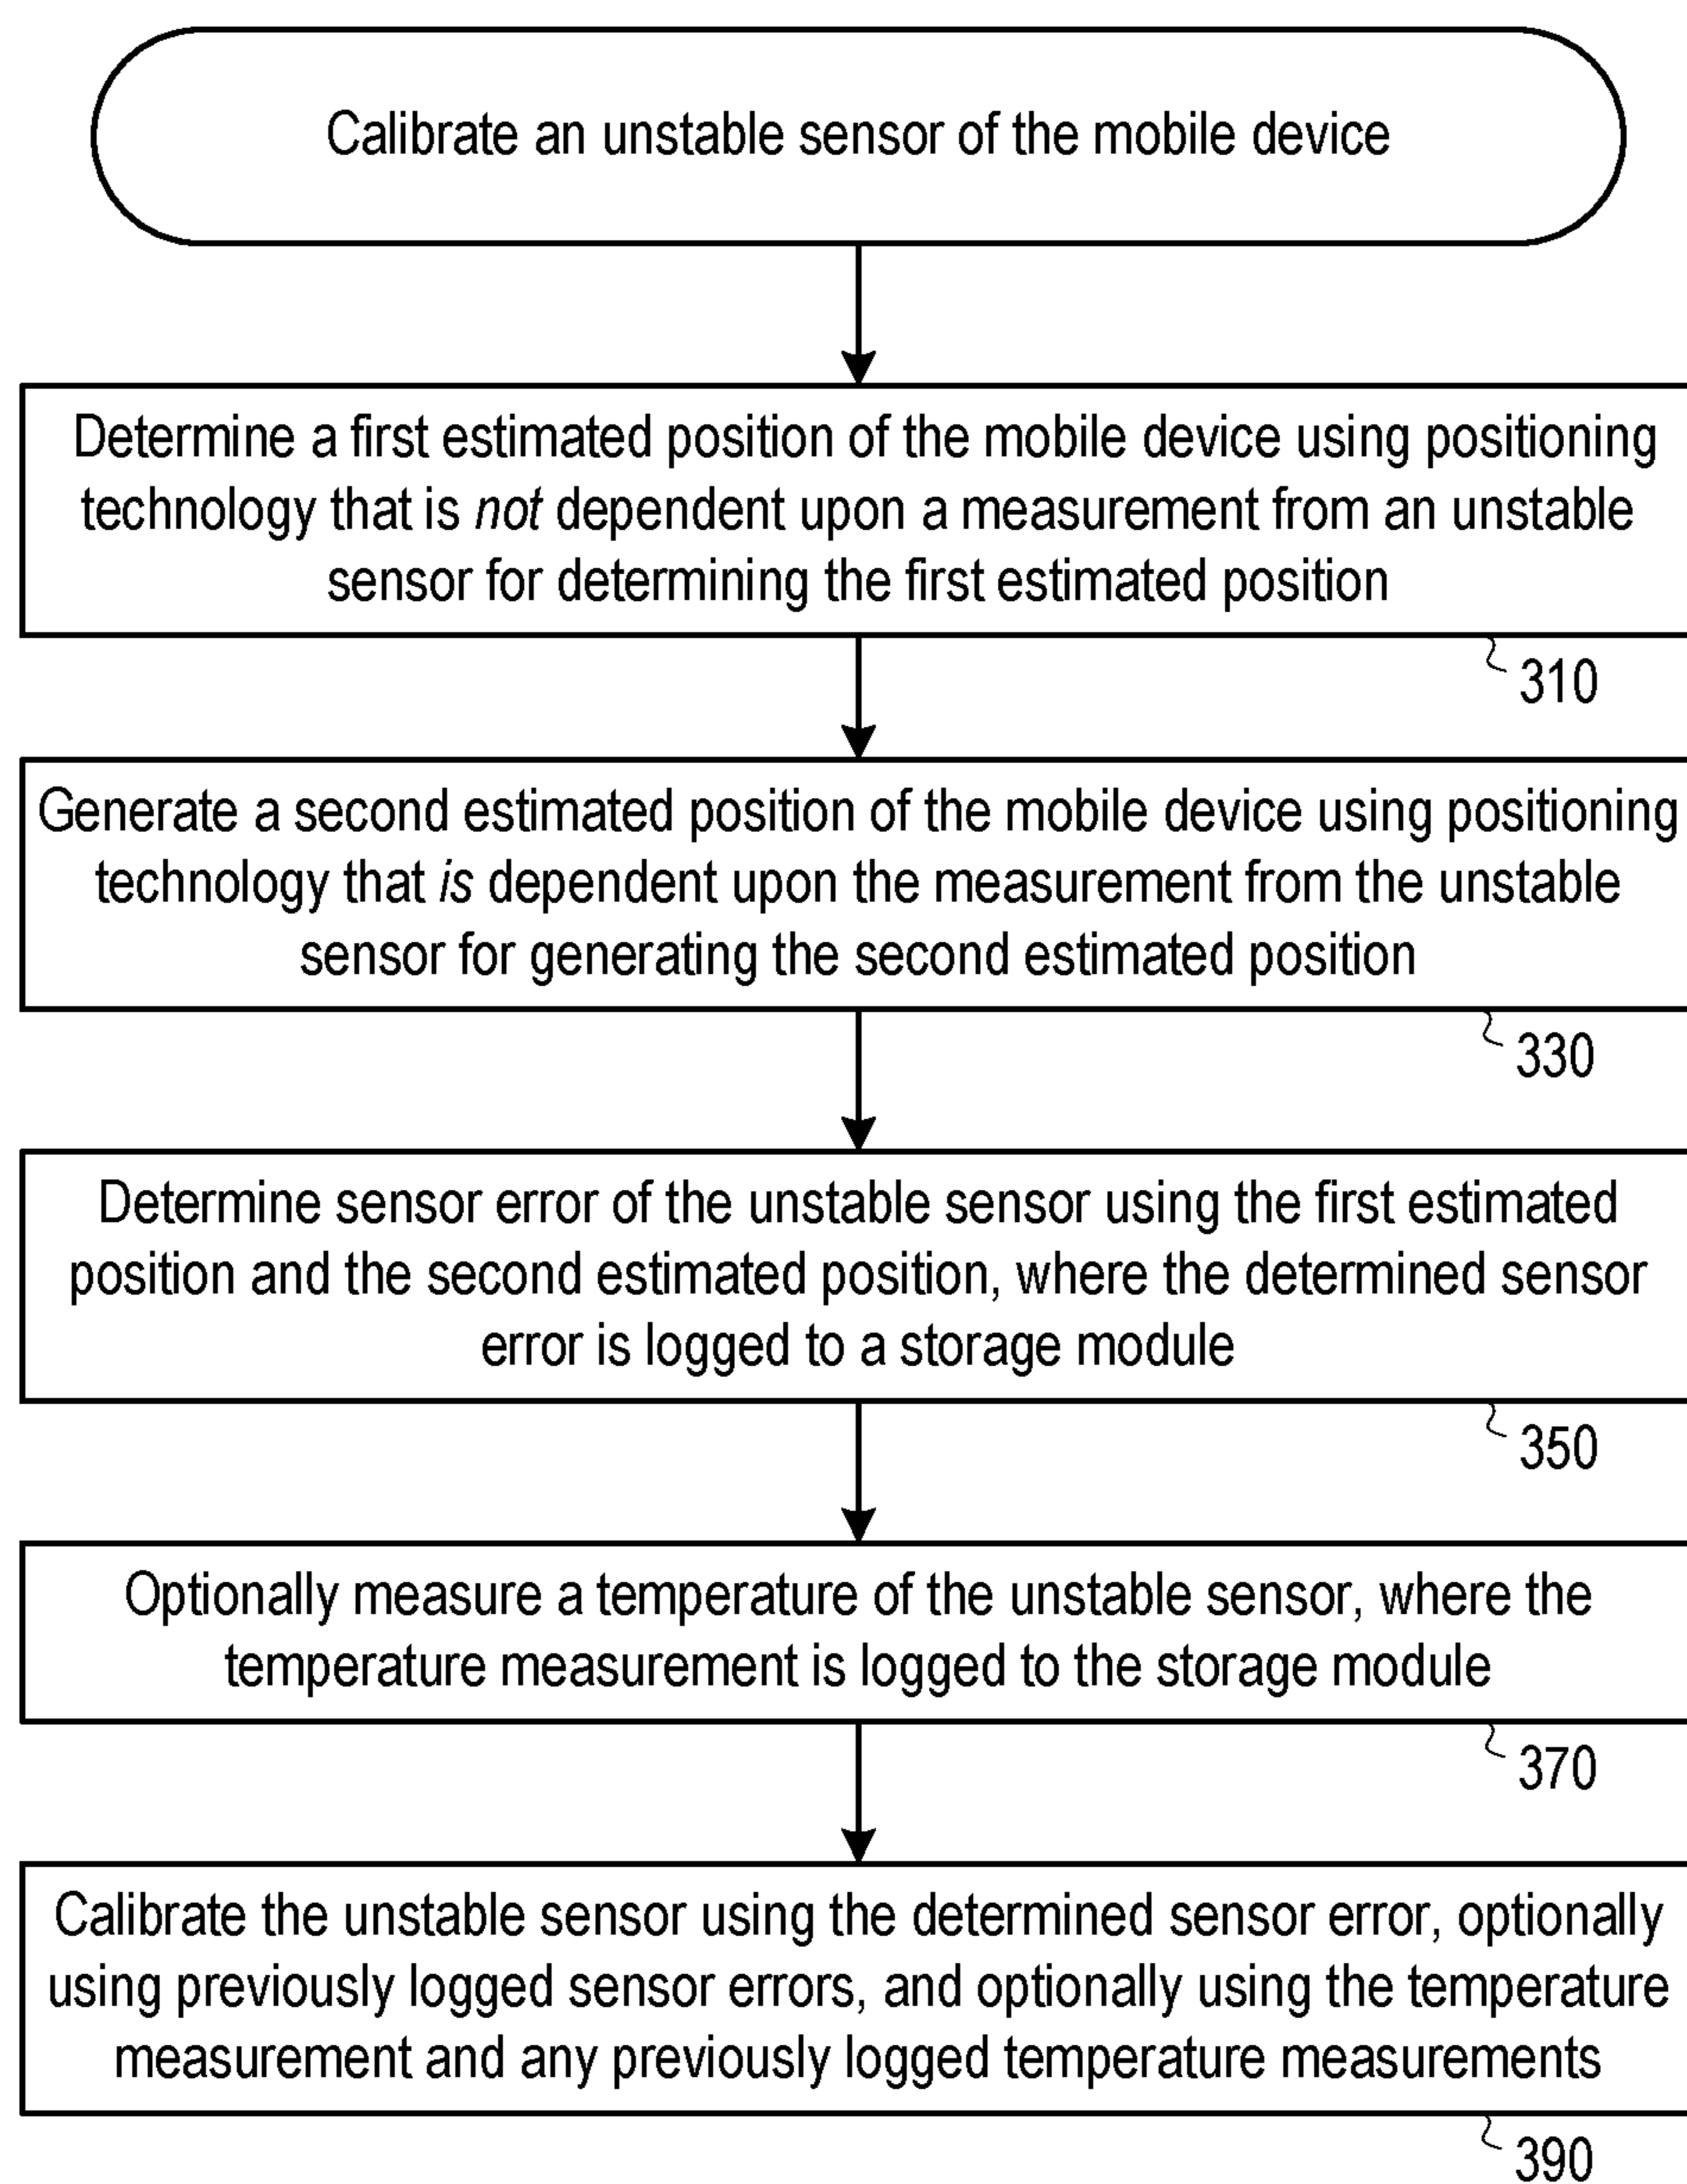 Calibrate an unstable sensor of the mobile device
Determine a first estimated position of the mobile device using positioning
technology that is not dependent upon a measurement from an unstable
sensor for determining the first estimated position
310
Generate a second estimated position of the mobile device using positioning
technology that is dependent upon the measurement from the unstable
sensor for generating the second estimated position
330
Determine sensor error of the unstable sensor using the first estimated
position and the second estimated position, where the determined sensor
error is logged to a storage module
350
Optionally measure a temperature of the unstable sensor, where the
temperature measurement is logged to the storage module
370
Calibrate the unstable sensor using the determined sensor error, optionally
using previously logged sensor errors, and optionally using the temperature
measurement and any previously logged temperature measurements
390